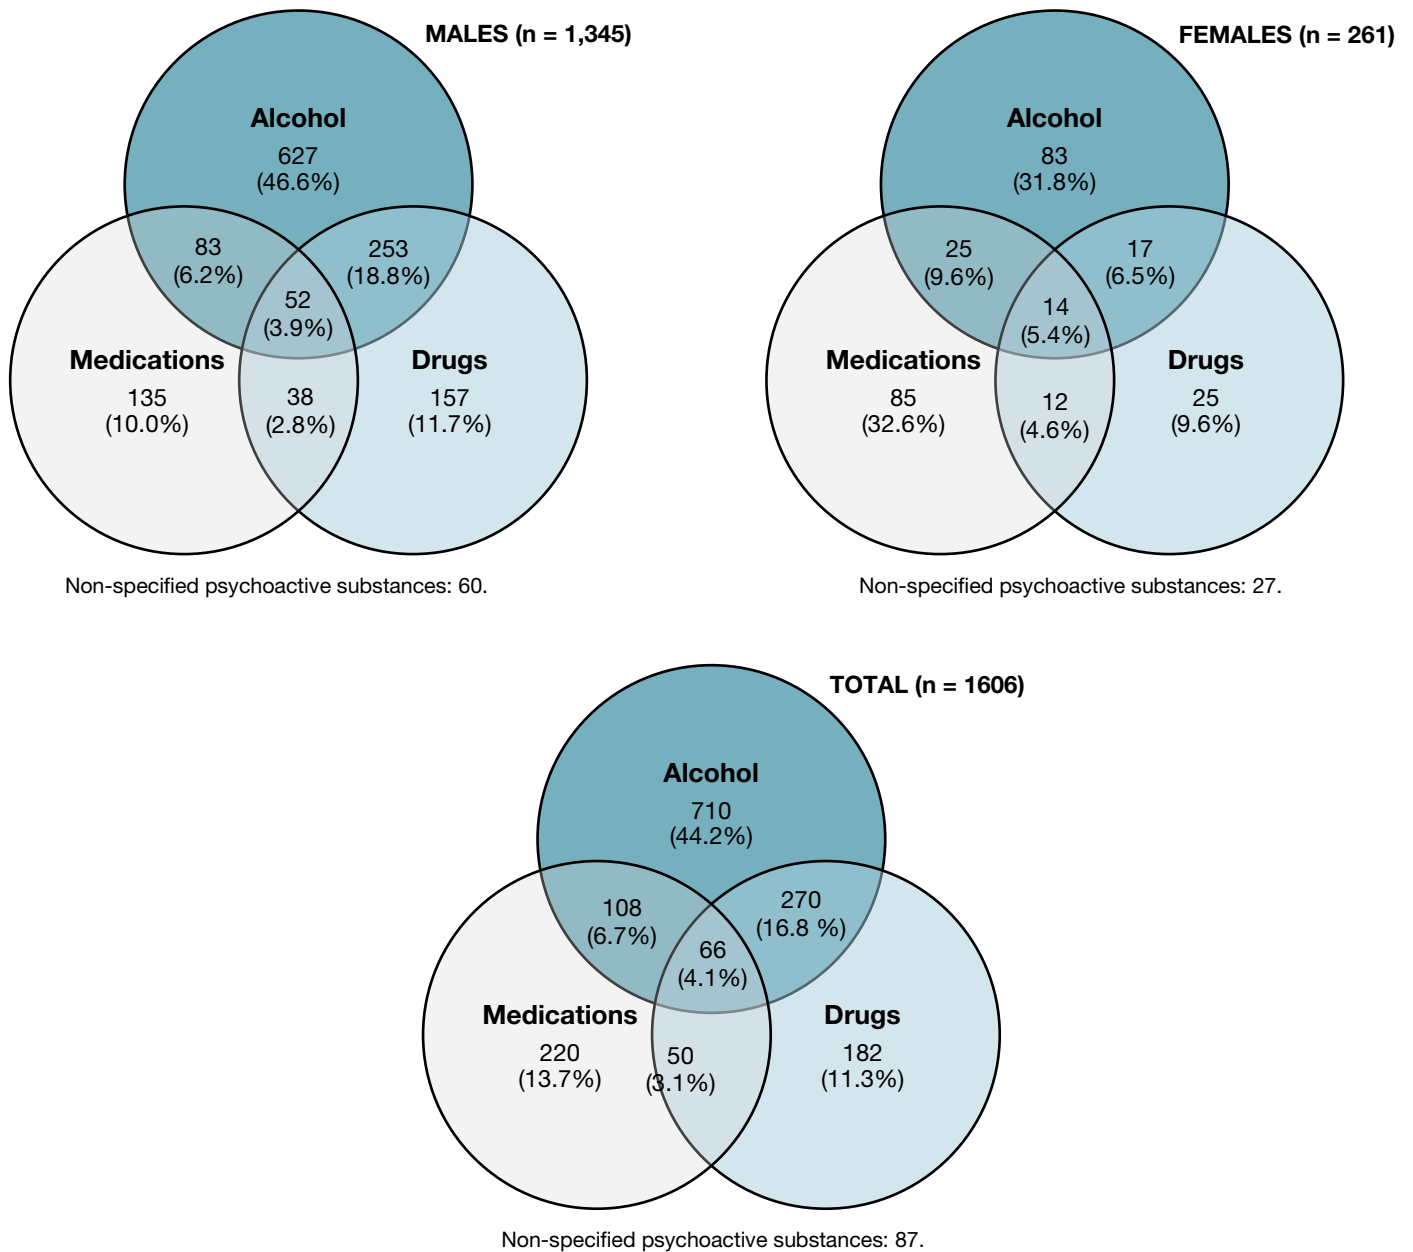 MALES (n = 1,345)
Alcohol
627
(46.6%)
83
(6.2%)
253
(18.8%)
52
(3.9%)
Medications
135
(10.0%)
38
(2.8%)
Drugs
157
(11.7%)
Non-specified psychoactive substances: 60.
FEMALES (n = 261)
Alcohol
83
(31.8%)
25
(9.6%)
17
(6.5%)
14
(5.4%)
Medications
85
(32.6%)
12
(4.6%)
Drugs
25
(9.6%)
Non-specified psychoactive substances: 27.
TOTAL (n = 1606)
Alcohol
710
(44.2%)
108
(6.7%)
270
(16.8 %)
66
(4.1%)
Medications
220
(13.7%)
50
(3.1%)
Drugs
182
(11.3%)
Non-specified psychoactive substances: 87.